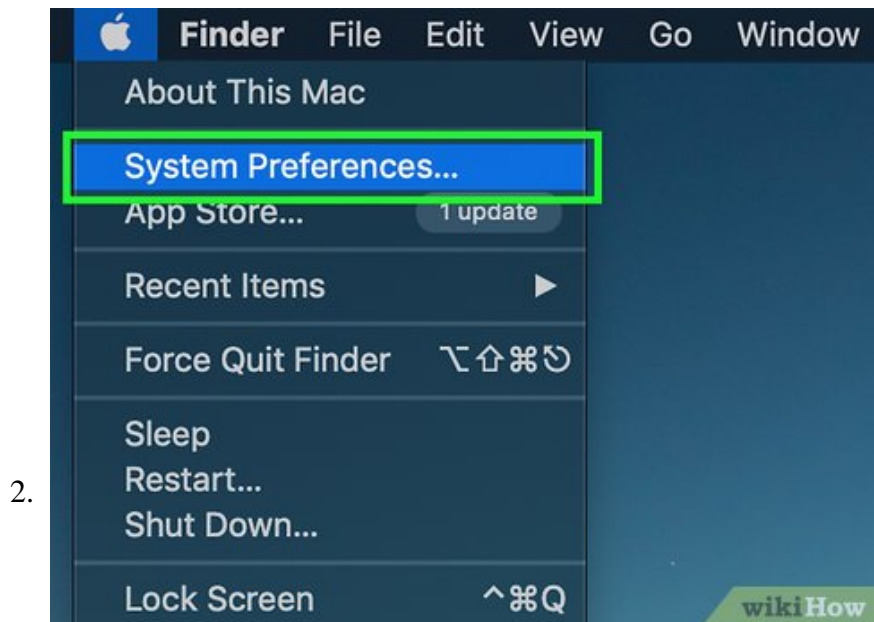 Finder File Edit View Go Window
About This Mac
System Preferences...
App Store... 1 update
Recent Items ▶
Force Quit Finder ⌥⇧⌘⎋
Sleep
2.
Restart...
Shut Down...
Lock Screen ^⌘Q
wikiHow